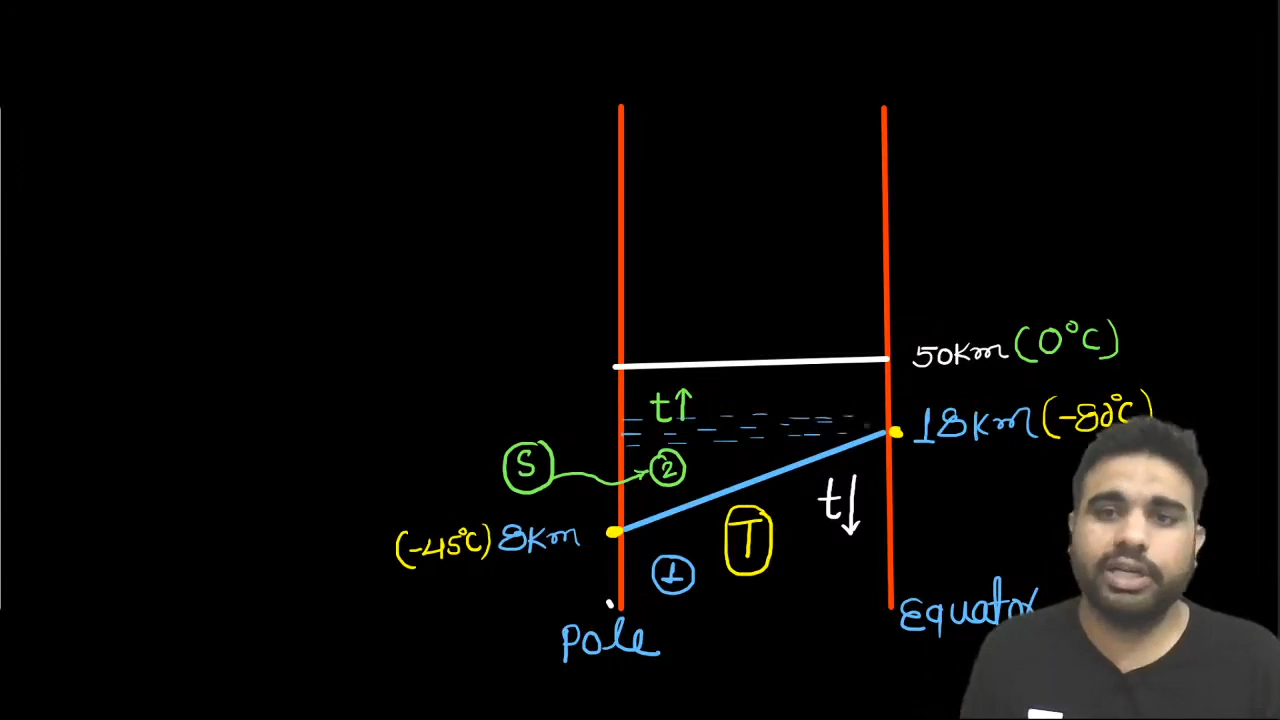 50Km (0°C)
t↑
18Km (-80°C)
S
2
t↓
(-45°C) 8Km
T
1
Equator
Pole